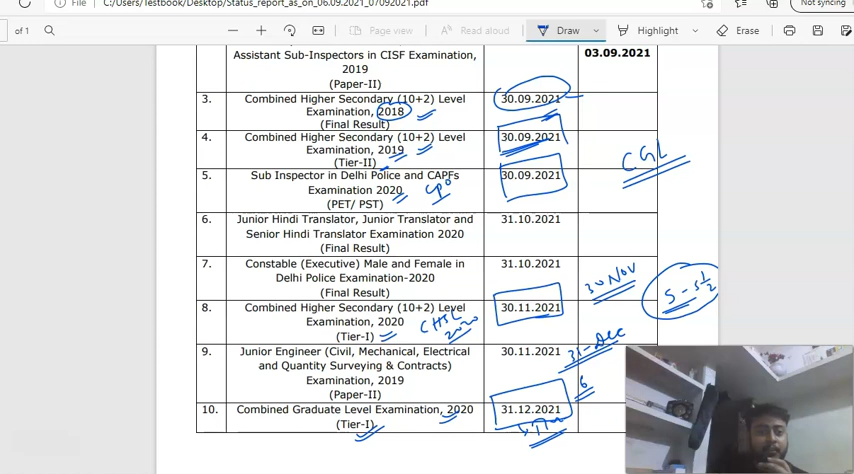 File
C:/Users/Testbook/Desktop/Status_report_as_on_06.09.2021_07092021.pdf
Not syncing
of 1
Page view
Read aloud
Draw
Highlight
Erase
Assistant Sub-Inspectors in CISF Examination,
2019
(Paper-II)
03.09.2021
3.
Combined Higher Secondary (10+2) Level
Examination, 2018
(Final Result)
30.09.2021
4.
Combined Higher Secondary (10+2) Level
Examination, 2019
(Tier-II)
30.09.2021
CGL
5.
Sub Inspector in Delhi Police and CAPFs
Examination 2020
(PET/ PST)
CPO
30.09.2021
6.
Junior Hindi Translator, Junior Translator and
Senior Hindi Translator Examination 2020
(Final Result)
31.10.2021
7.
Constable (Executive) Male and Female in
Delhi Police Examination-2020
(Final Result)
31.10.2021
30 Nov
5 - 5 1/2
8.
Combined Higher Secondary (10+2) Level
Examination, 2020
(Tier-I)
CHSL
2020
30.11.2021
9.
Junior Engineer (Civil, Mechanical, Electrical
and Quantity Surveying & Contracts)
Examination, 2019
(Paper-II)
30.11.2021
31-Dec
6
10.
Combined Graduate Level Examination, 2020
(Tier-I)
31.12.2021